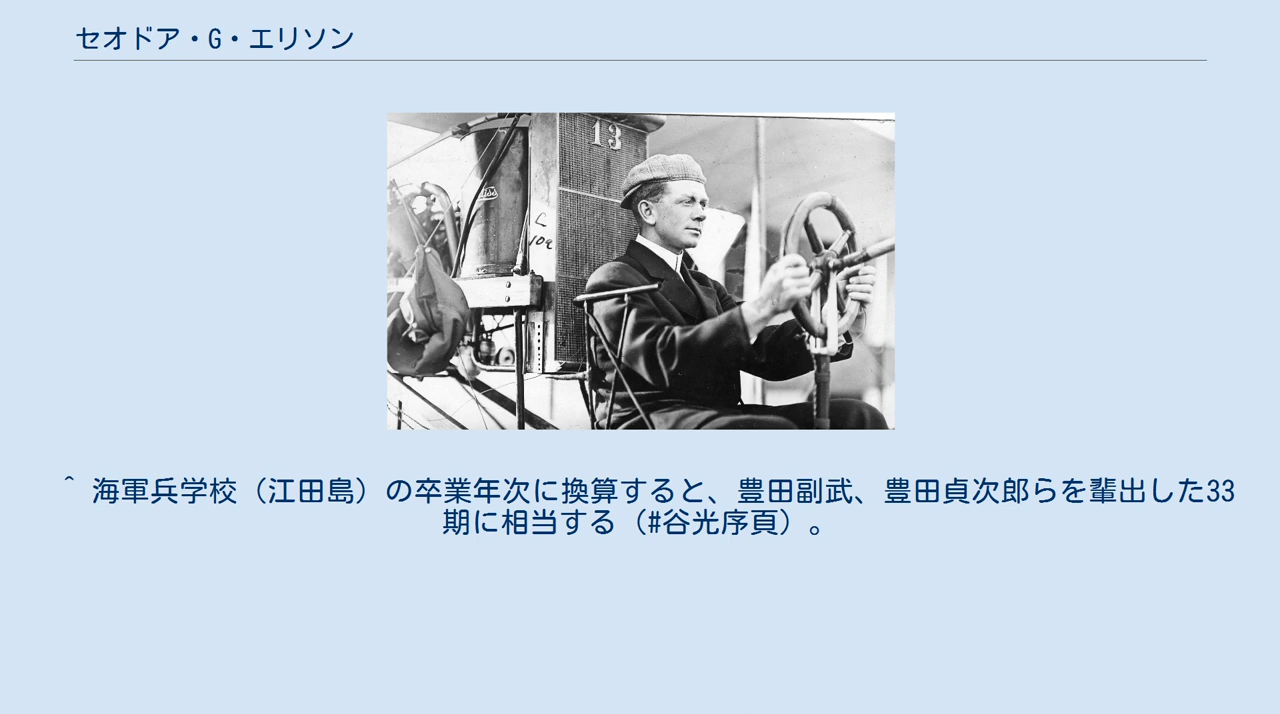 セオドア・G・エリソン
13
L
10a
^ 海軍兵学校（江田島）の卒業年次に換算すると、豊田副武、豊田貞次郎らを輩出した33
期に相当する（#谷光序頁）。